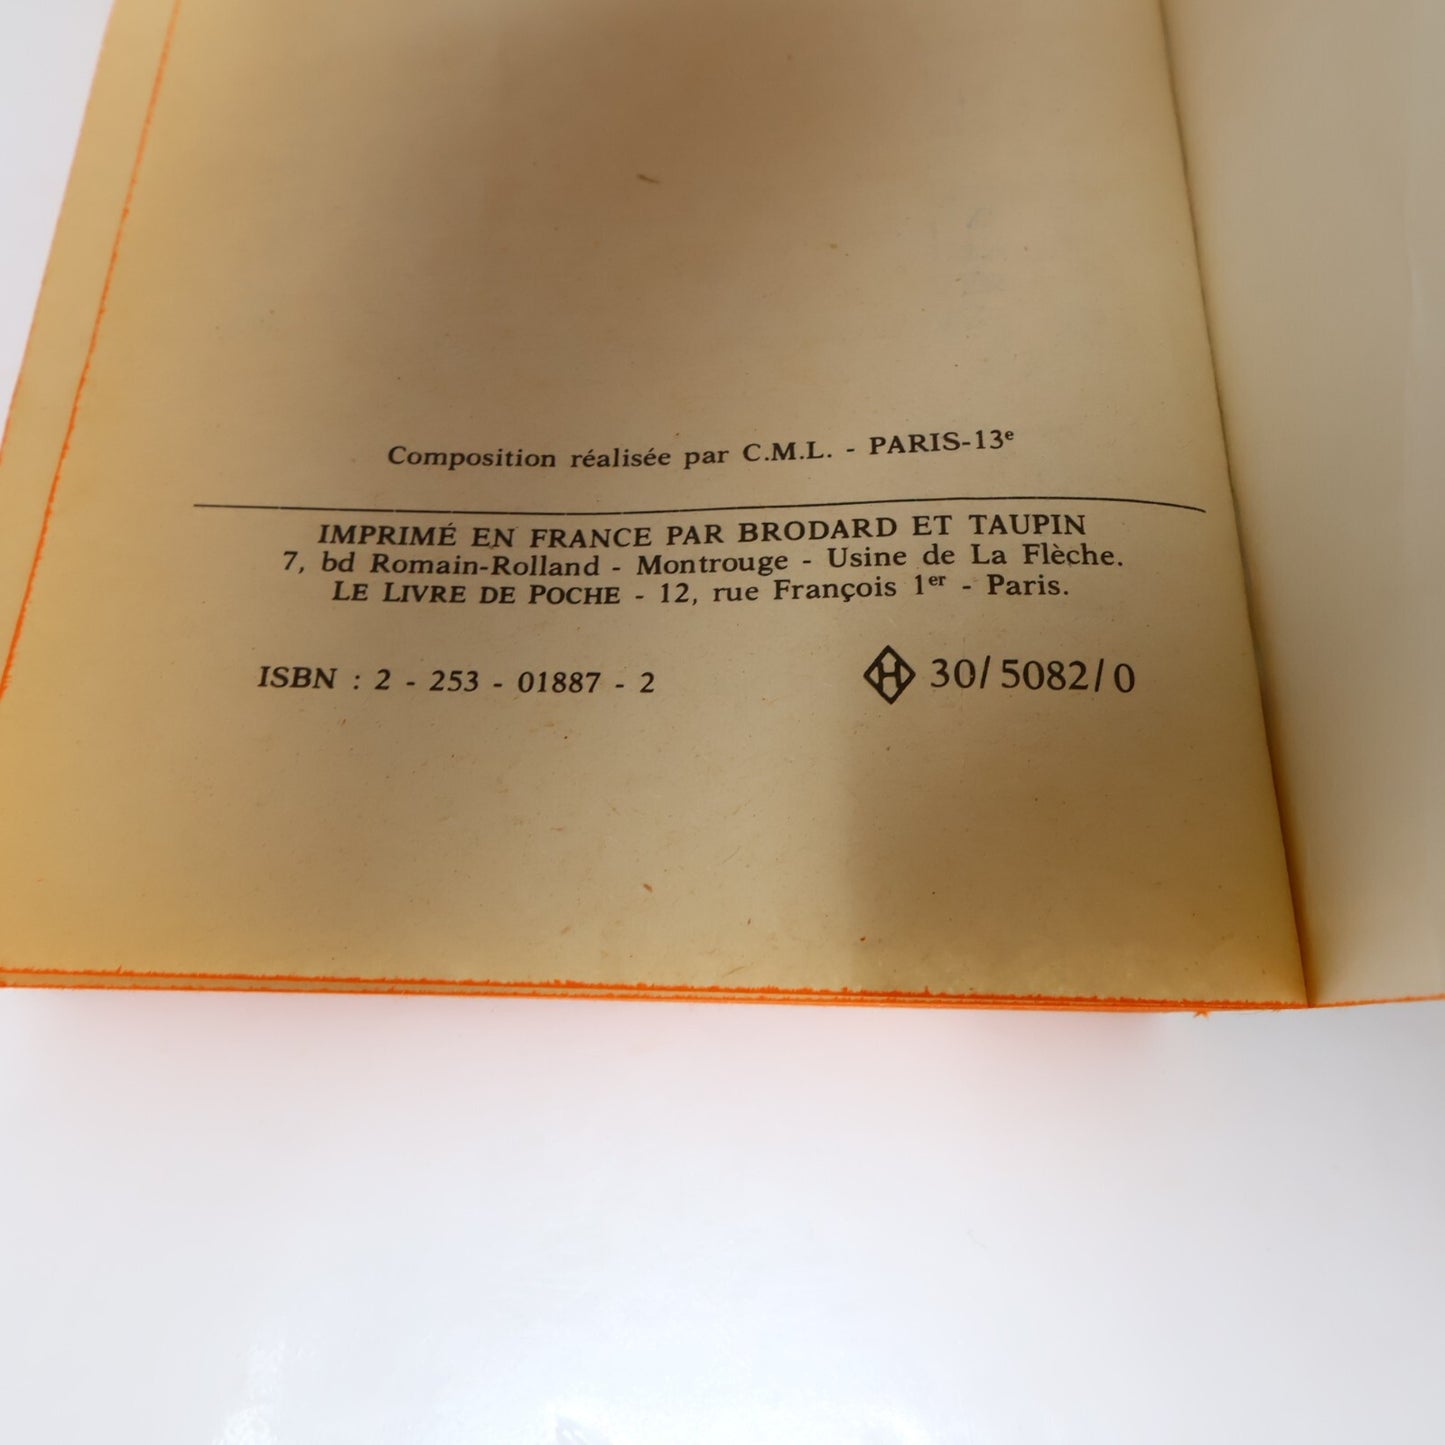 Composition réalisée par C.M.L. - PARIS-13ᵉ
IMPRIMÉ EN FRANCE PAR BRODARD ET TAUPIN
7, bd Romain-Rolland - Montrouge - Usine de La Flèche.
LE LIVRE DE POCHE - 12, rue François 1ᵉʳ - Paris.
ISBN : 2 - 253 - 01887 - 2
H 30/5082/0